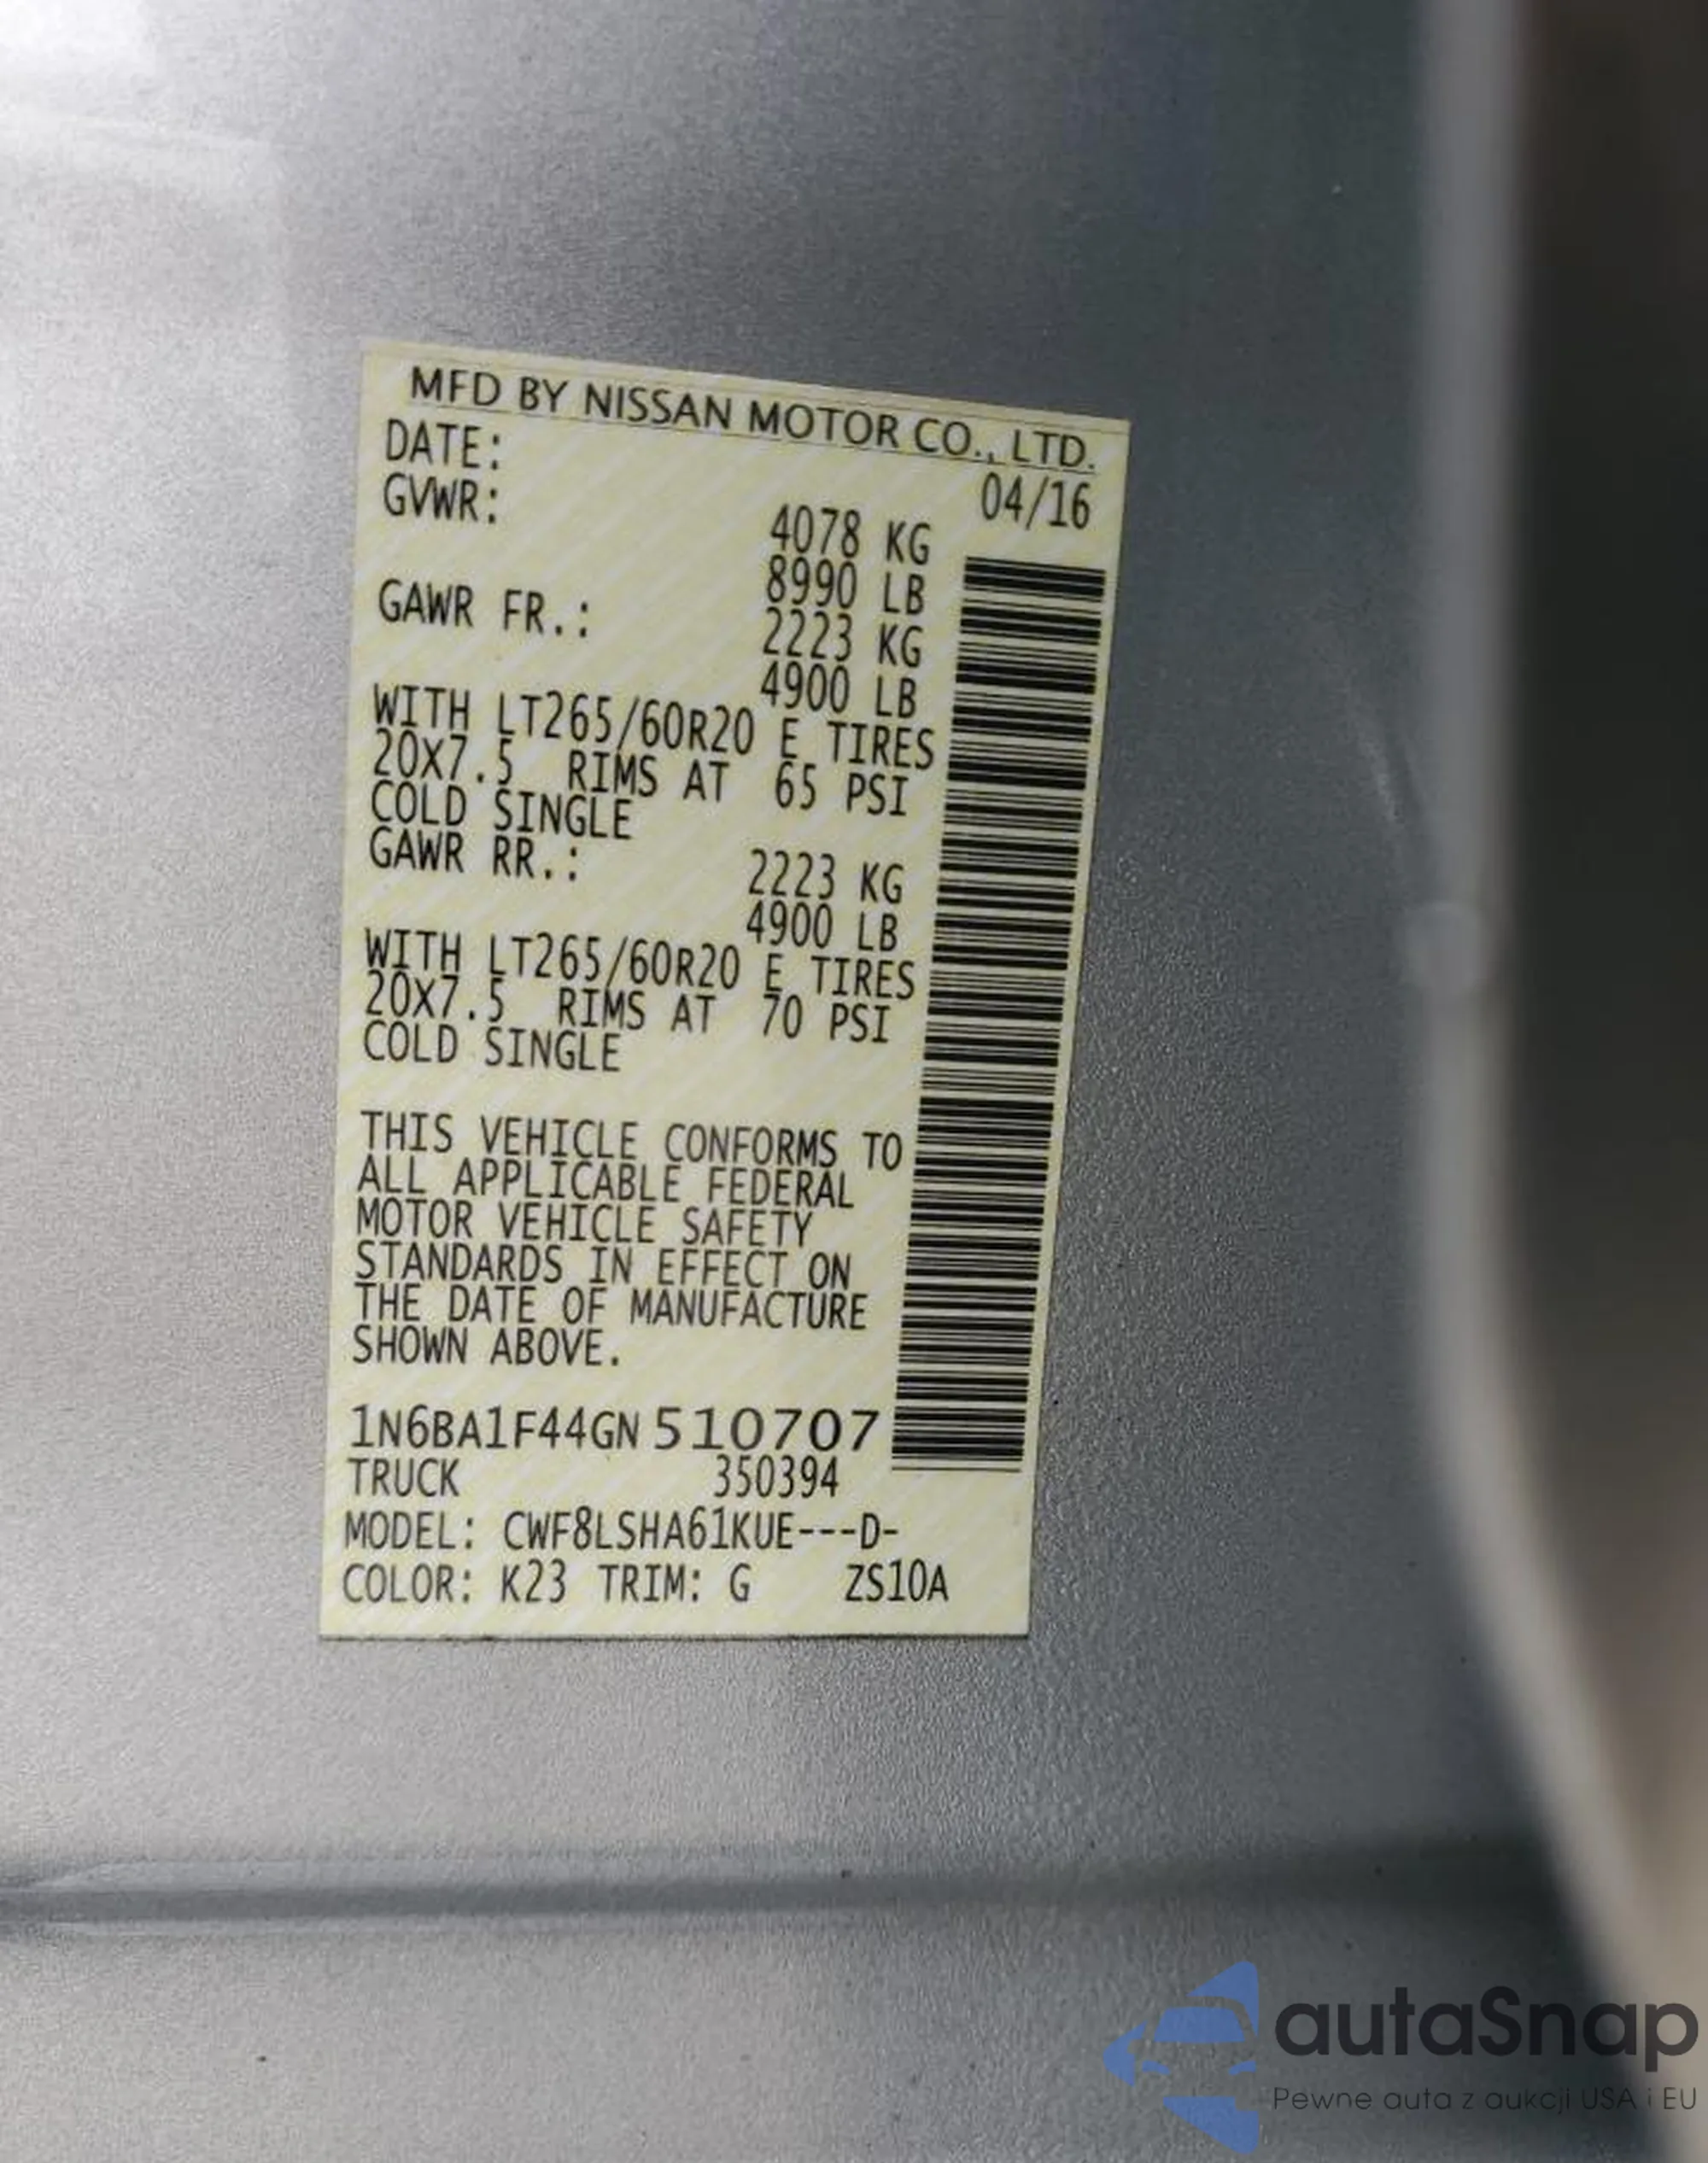 MFD BY NISSAN MOTOR CO., LTD.
DATE: 04/16
GVWR: 4078 KG
8990 LB
GAWR FR.: 2223 KG
4900 LB
WITH LT265/60R20 E TIRES
20X7.5 RIMS AT 65 PSI
COLD SINGLE
GAWR RR.: 2223 KG
4900 LB
WITH LT265/60R20 E TIRES
20X7.5 RIMS AT 70 PSI
COLD SINGLE
THIS VEHICLE CONFORMS TO
ALL APPLICABLE FEDERAL
MOTOR VEHICLE SAFETY
STANDARDS IN EFFECT ON
THE DATE OF MANUFACTURE
SHOWN ABOVE.
1N6BA1F44GN510707
TRUCK 350394
MODEL: CWF8LSHA61KUE---D-
COLOR: K23 TRIM: G ZS10A
autaSnap
Pewne auta z aukcji USA i EU